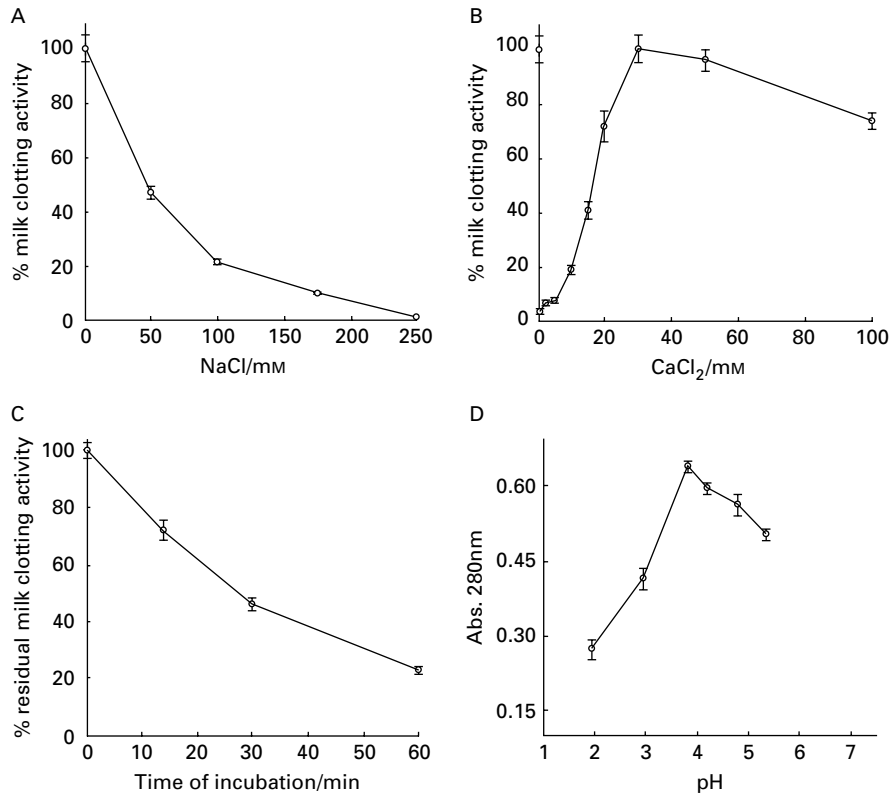 A
% milk clotting activity
100
80
60
40
20
0
0 50 100 150 200 250
NaCl/mM
B
% milk clotting activity
100
80
60
40
20
0
0 20 40 60 80 100
CaCl₂/mM
C
% residual milk clotting activity
100
80
60
40
20
0
0 10 20 30 40 50 60
Time of incubation/min
D
Abs. 280nm
0.60
0.45
0.30
0.15
1 2 3 4 5 6 7
pH